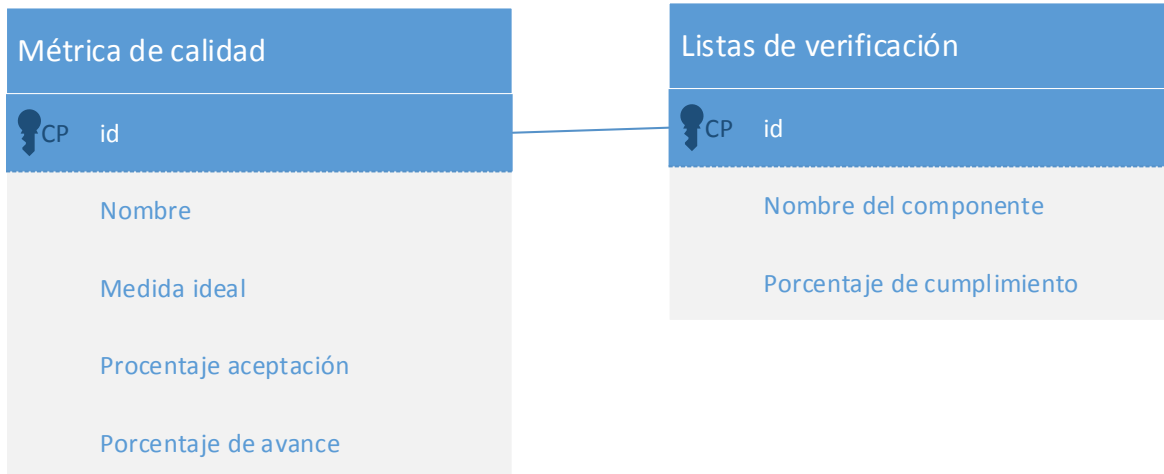 Métrica de calidad
CP id
Nombre
Medida ideal
Procentaje aceptación
Porcentaje de avance
Listas de verificación
CP id
Nombre del componente
Porcentaje de cumplimiento